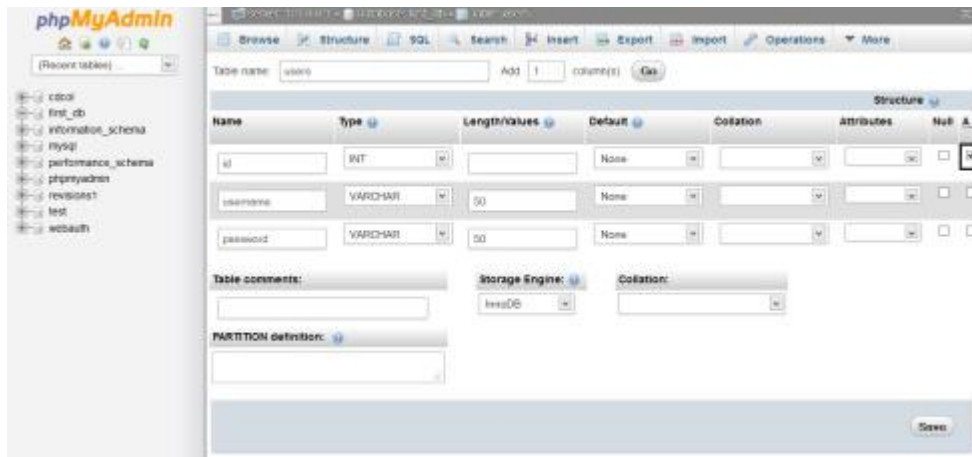 phpMyAdmin
(Recent tables) ...
cdcol
first_db
information_schema
mysql
performance_schema
phpmyadmin
revisions1
test
webauth
Browse Structure SQL Search Insert Export Import Operations More
Table name: users Add 1 column(s) Go
Structure
Name Type Length/Values Default Collation Attributes Null A
id INT None
username VARCHAR 50 None
password VARCHAR 50 None
Table comments: Storage Engine: Collation:
InnoDB
PARTITION definition:
Save